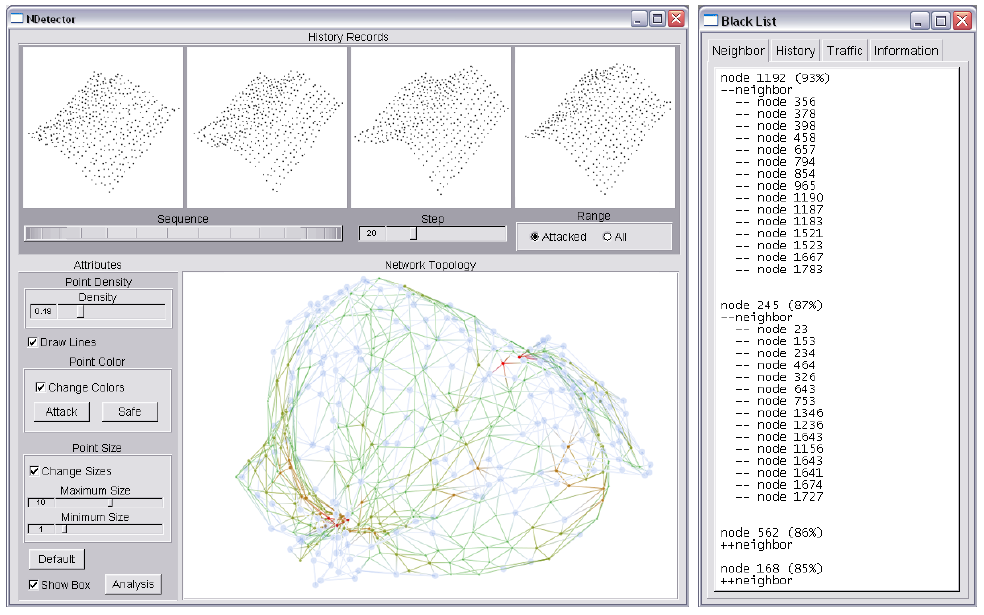 NDetector
History Records
Sequence
Step
Range
20
Attacked
All
Attributes
Point Density
Density
0.19
Draw Lines
Point Color
Change Colors
Attack
Safe
Point Size
Change Sizes
Maximum Size
10
Minimum Size
1
Default
Show Box
Analysis
Network Topology
Black List
Neighbor
History
Traffic
Information
node 1192 (93%)
--neighbor
-- node 356
-- node 378
-- node 398
-- node 458
-- node 657
-- node 794
-- node 854
-- node 965
-- node 1190
-- node 1187
-- node 1183
-- node 1521
-- node 1523
-- node 1667
-- node 1783
node 245 (87%)
--neighbor
-- node 23
-- node 153
-- node 234
-- node 464
-- node 326
-- node 643
-- node 753
-- node 1346
-- node 1236
-- node 1643
-- node 1156
-- node 1643
-- node 1641
-- node 1674
-- node 1727
node 562 (86%)
++neighbor
node 168 (85%)
++neighbor